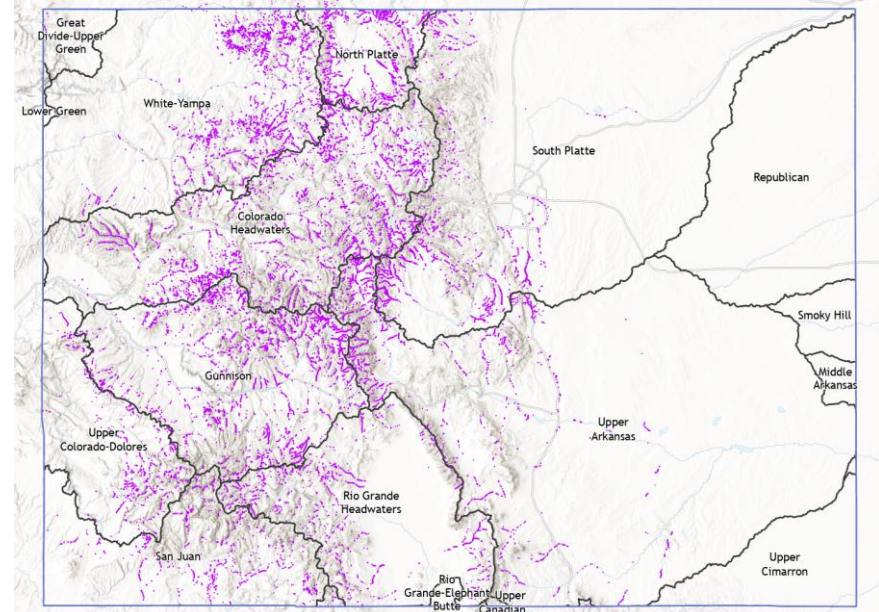 Great
Divide-Upper
Green
North Platte
Lower Green
White-Yampa
South Platte
Republican
Colorado
Headwaters
Smoky Hill
Middle
Arkansas
Gunnison
Upper
Colorado-Dolores
Upper
Arkansas
Rio Grande
Headwaters
San Juan
Upper
Cimarron
Rio
Grande-Elephant
Butte
Upper
Canadian